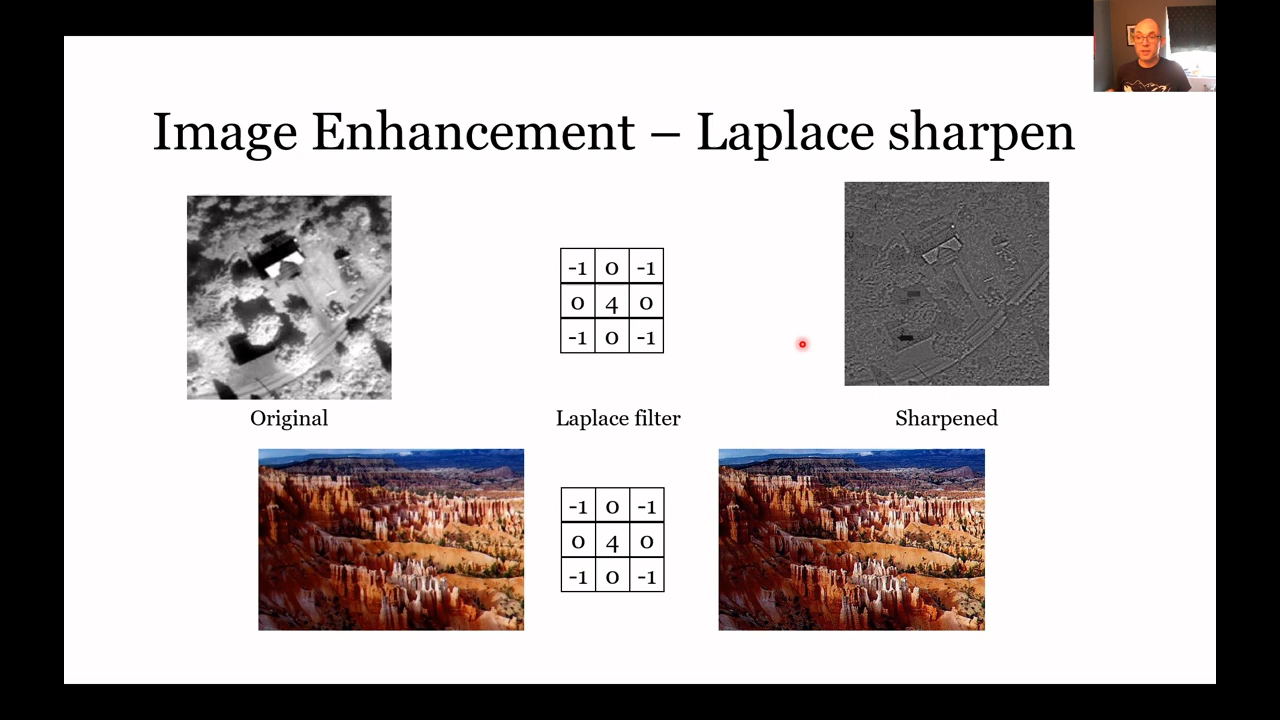 Image Enhancement – Laplace sharpen
-1 0 -1
0 4 0
-1 0 -1
Original
Laplace filter
Sharpened
-1 0 -1
0 4 0
-1 0 -1